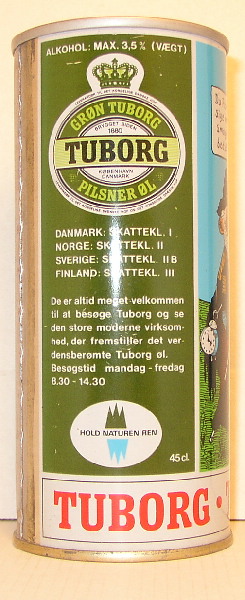 ALKOHOL: MAX. 3,5% (VÆGT)
GRØN TUBORG
BRYGGET SIDEN
1880
TUBORG
KØBENHAVN
DANMARK
PILSNER ØL
DANMARK: SKATTEKL. I
NORGE: SKATTEKL. II
SVERIGE: SKATTEKL. II B
FINLAND: SKATTEKL. III
De er altid meget velkommen
til at besøge Tuborg og se
den store moderne virksom-
hed, der fremstiller det ver-
densberømte Tuborg øl.
Besøgstid mandag - fredag
8.30 - 14.30
HOLD NATUREN REN
45 cl.
TUBORG •